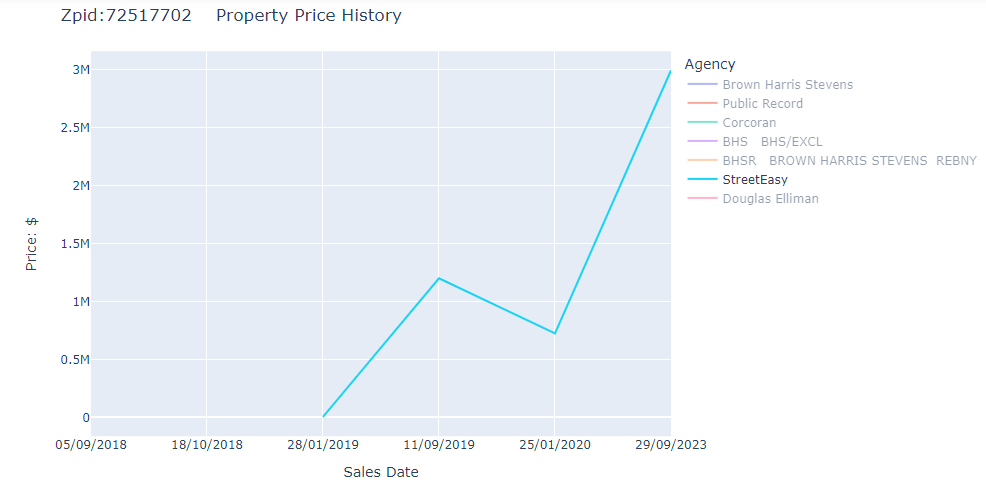 Zpid:72517702    Property Price History
Agency
Brown Harris Stevens
Public Record
Corcoran
BHS   BHS/EXCL
BHSR   BROWN HARRIS STEVENS  REBNY
StreetEasy
Douglas Elliman
Price: $
3M
2.5M
2M
1.5M
1M
0.5M
0
05/09/2018 18/10/2018 28/01/2019 11/09/2019 25/01/2020 29/09/2023
Sales Date